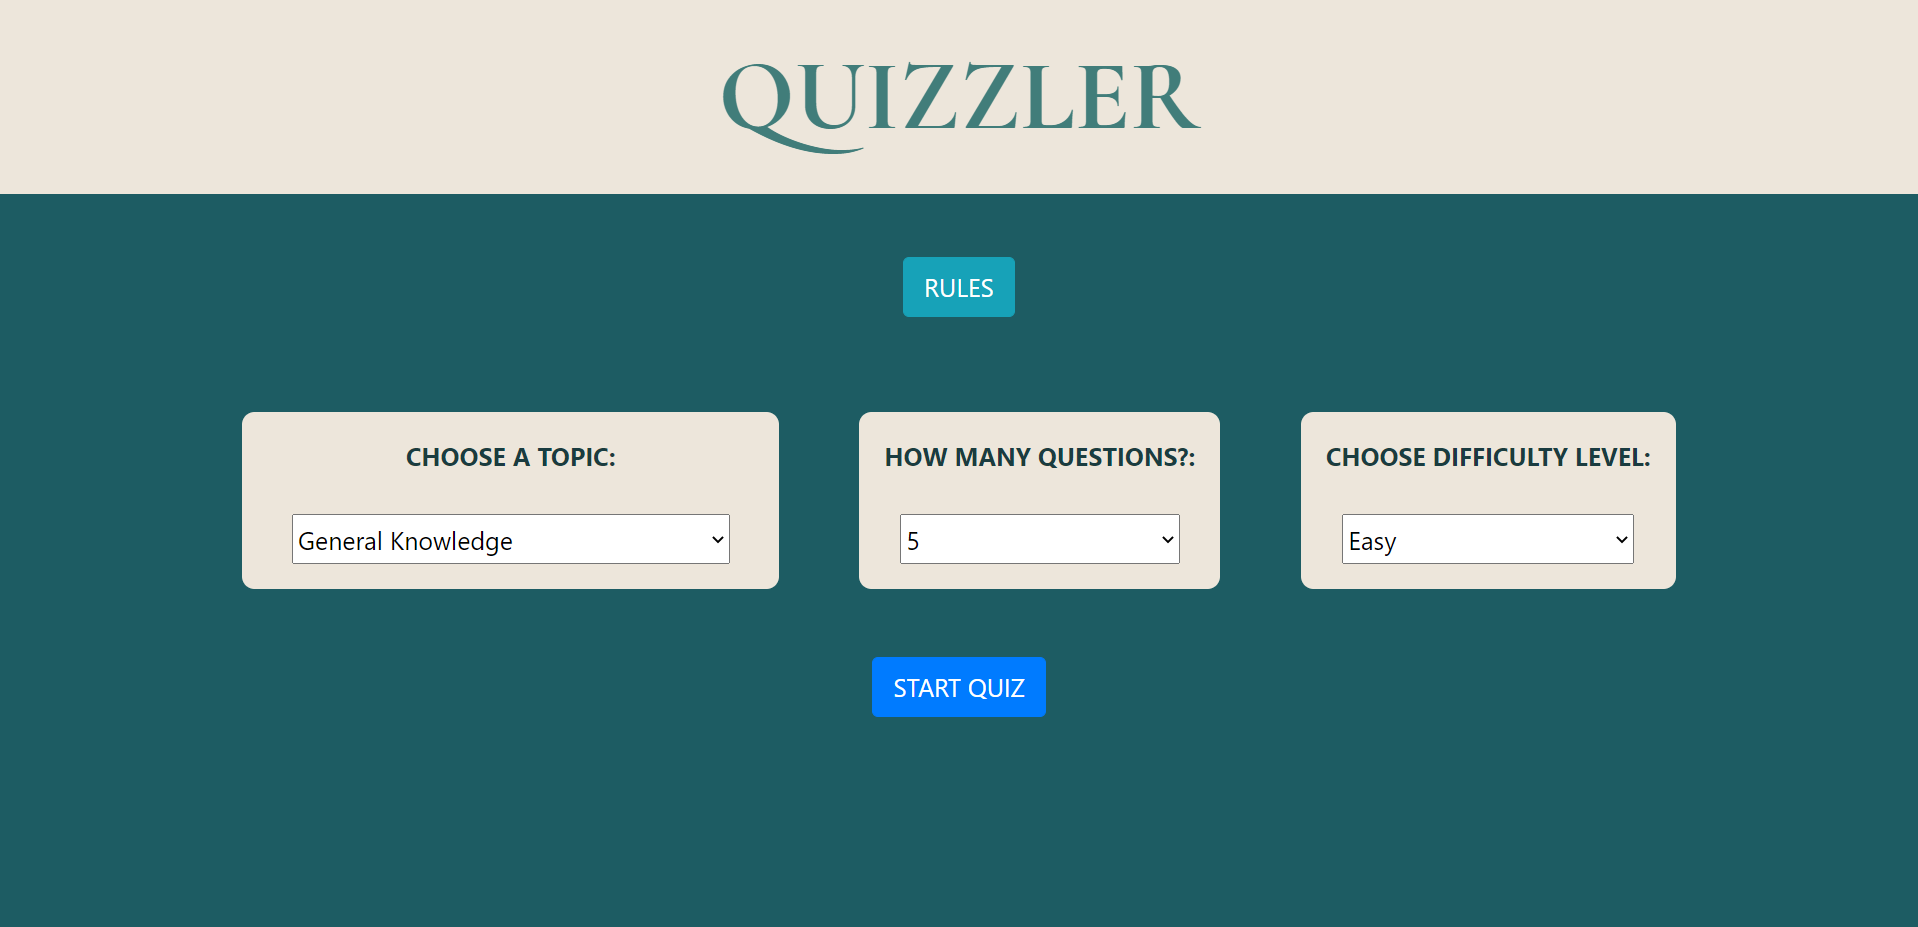 QUIZZLER
RULES
CHOOSE A TOPIC:
General Knowledge
HOW MANY QUESTIONS?:
5
CHOOSE DIFFICULTY LEVEL:
Easy
START QUIZ